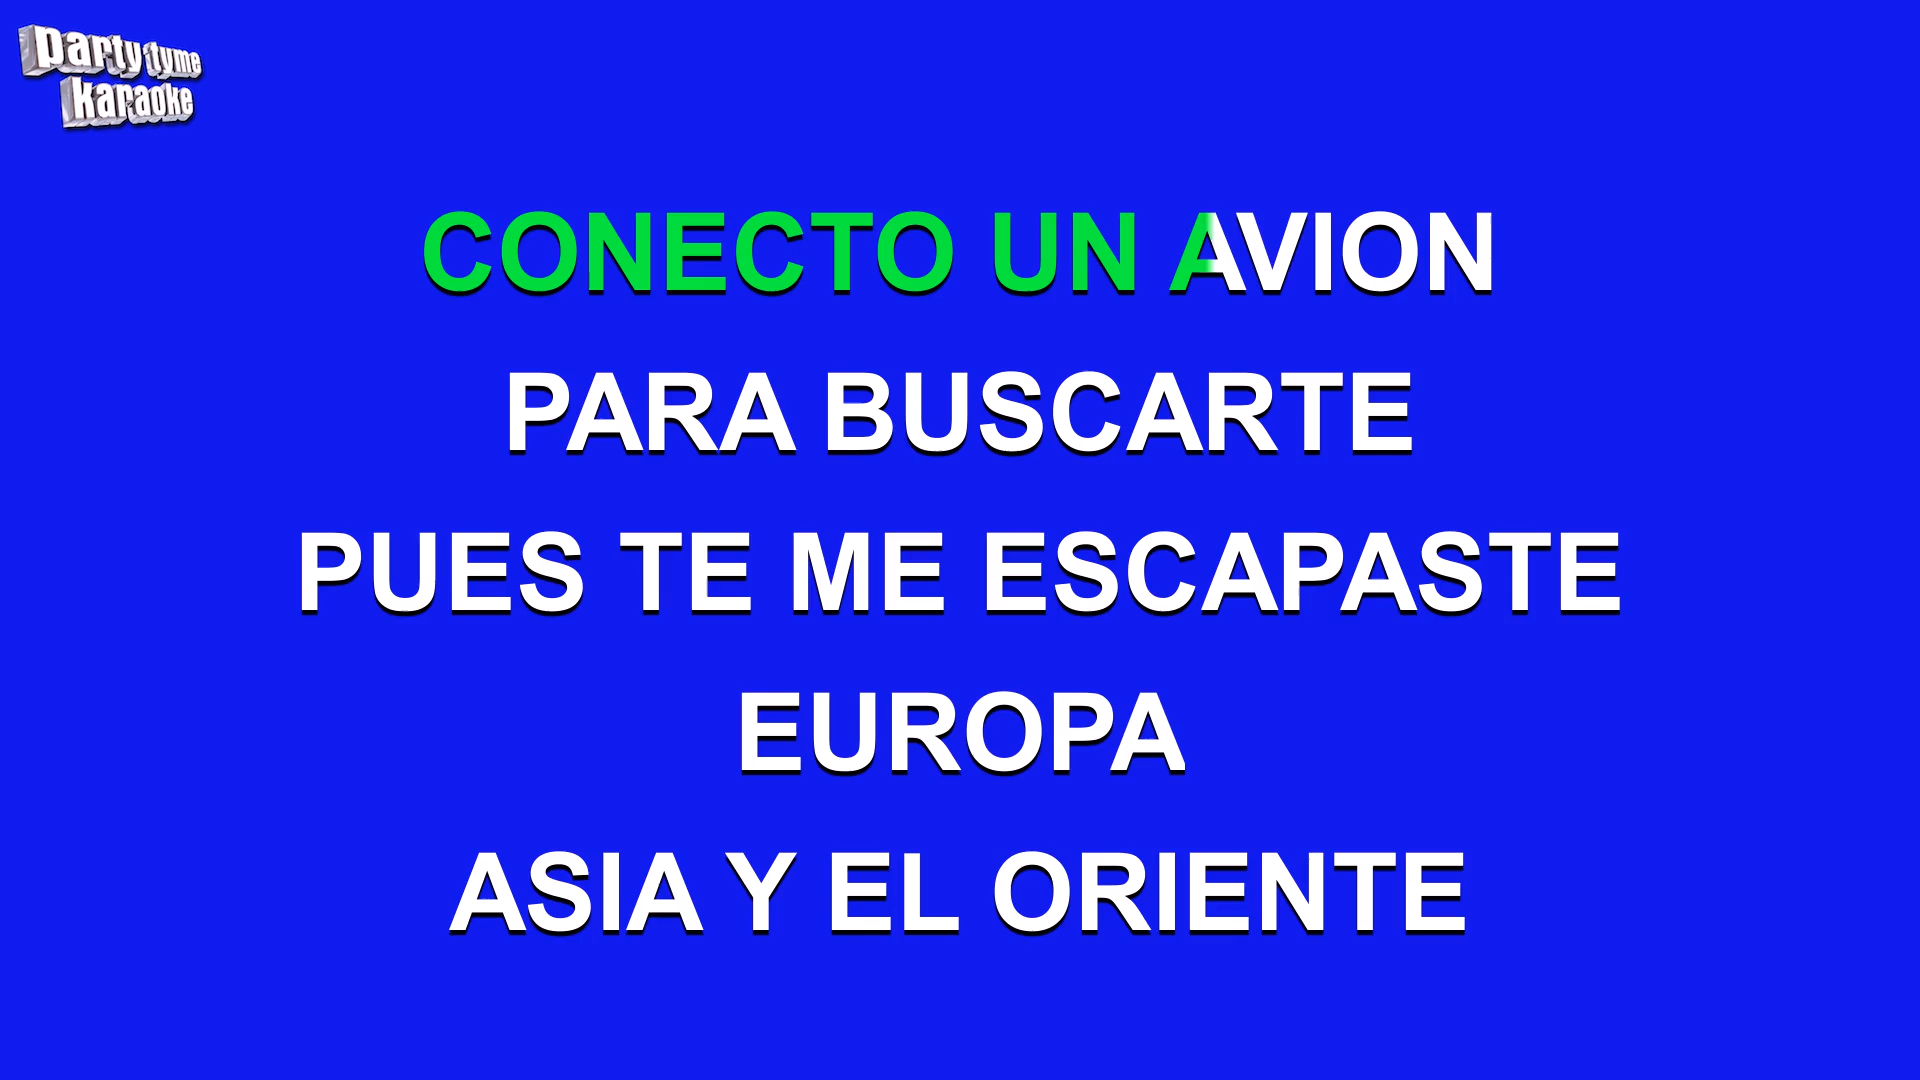 party tyme
karaoke
CONECTO UN AVION
PARA BUSCARTE
PUES TE ME ESCAPASTE
EUROPA
ASIA Y EL ORIENTE